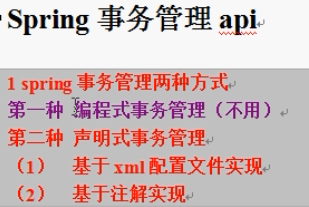 Spring 事务管理 api
1 spring 事务管理两种方式
第一种 编程式事务管理（不用）
第二种 声明式事务管理
（1） 基于 xml 配置文件实现
（2） 基于注解实现